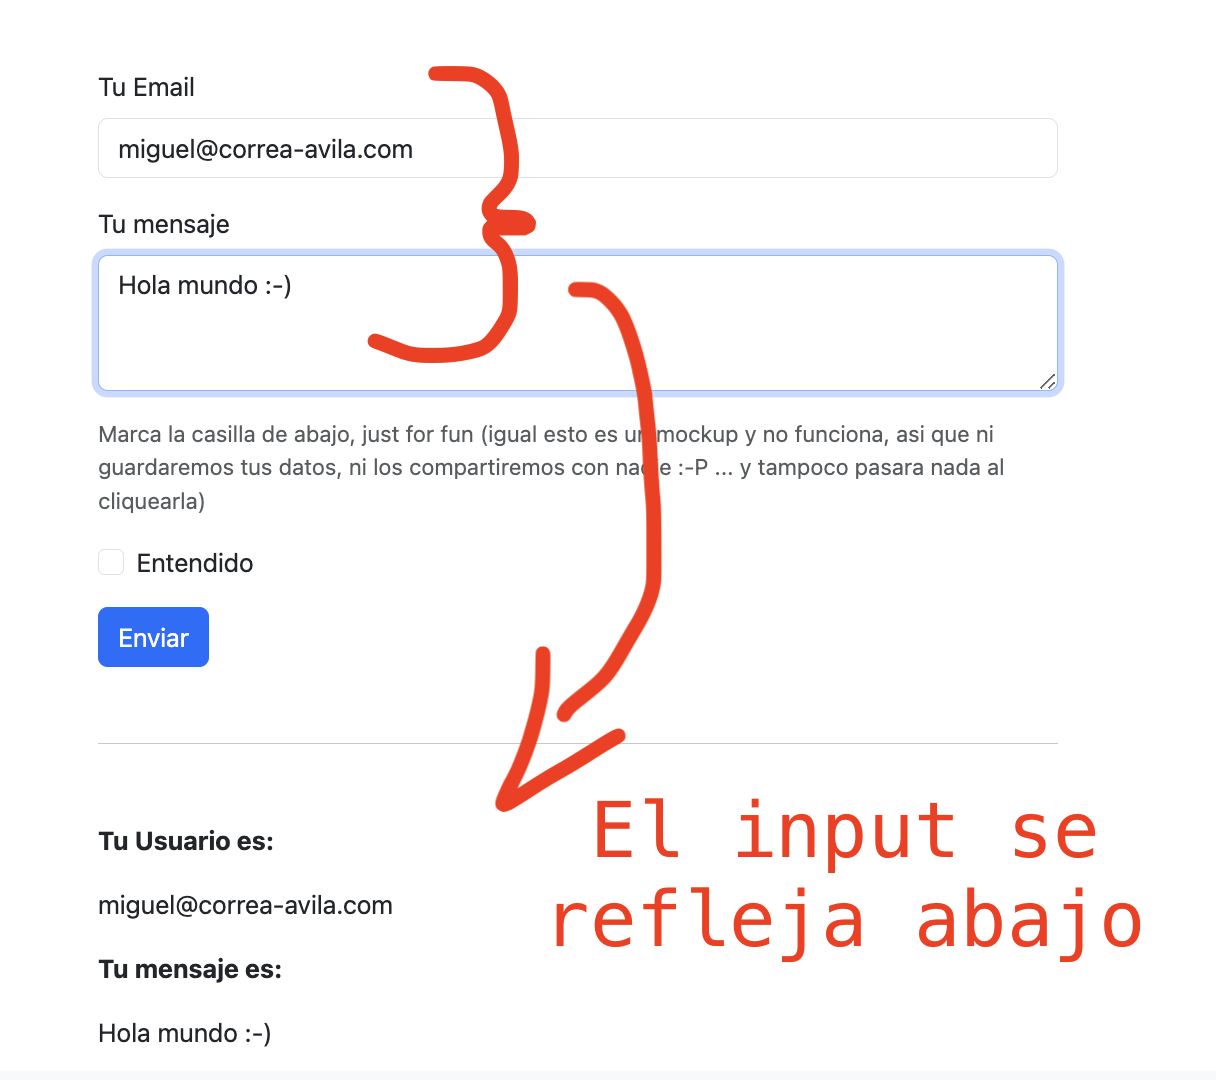 Tu Email
miguel@correa-avila.com
Tu mensaje
Hola mundo :-)
Marca la casilla de abajo, just for fun (igual esto es un mockup y no funciona, asi que ni
guardaremos tus datos, ni los compartiremos con nadie :-P ... y tampoco pasara nada al
cliquearla)
Entendido
Enviar
Tu Usuario es:
miguel@correa-avila.com
Tu mensaje es:
Hola mundo :-)
El input se
refleja abajo